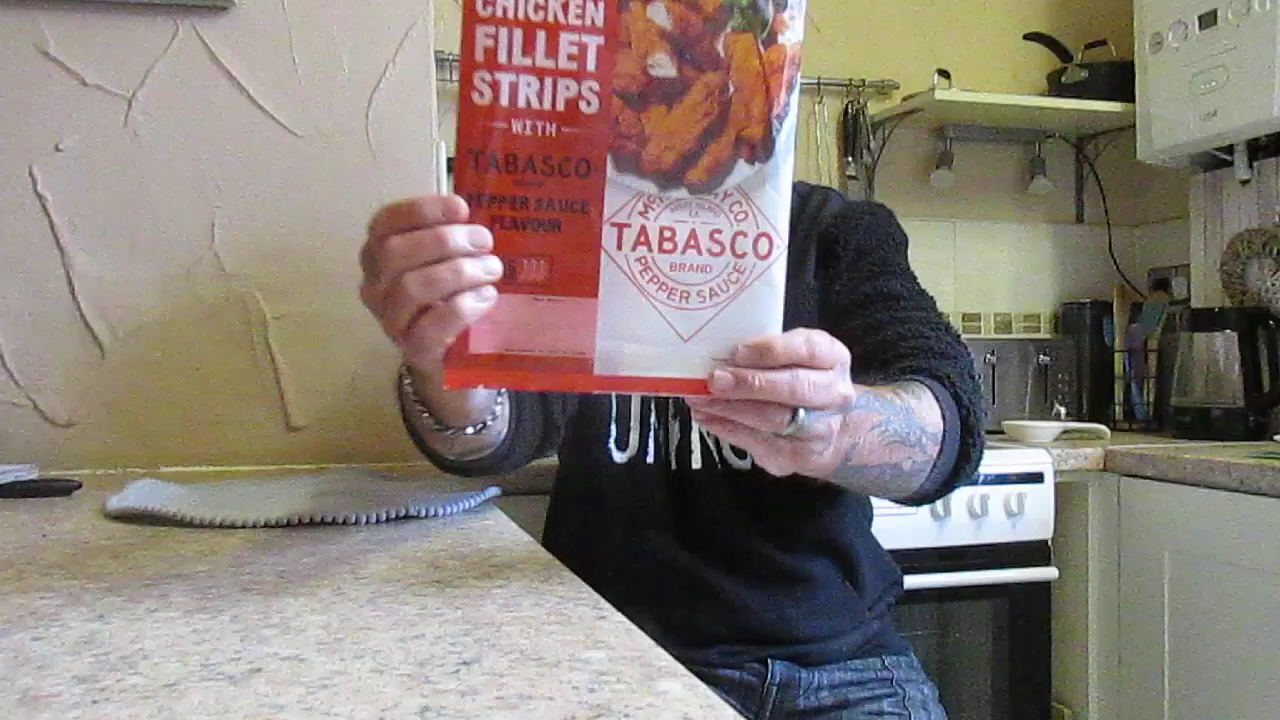 CHICKEN
FILLET
STRIPS
WITH
TABASCO
PEPPER SAUCE
FLAVOUR
TABASCO
BRAND
PEPPER SAUCE